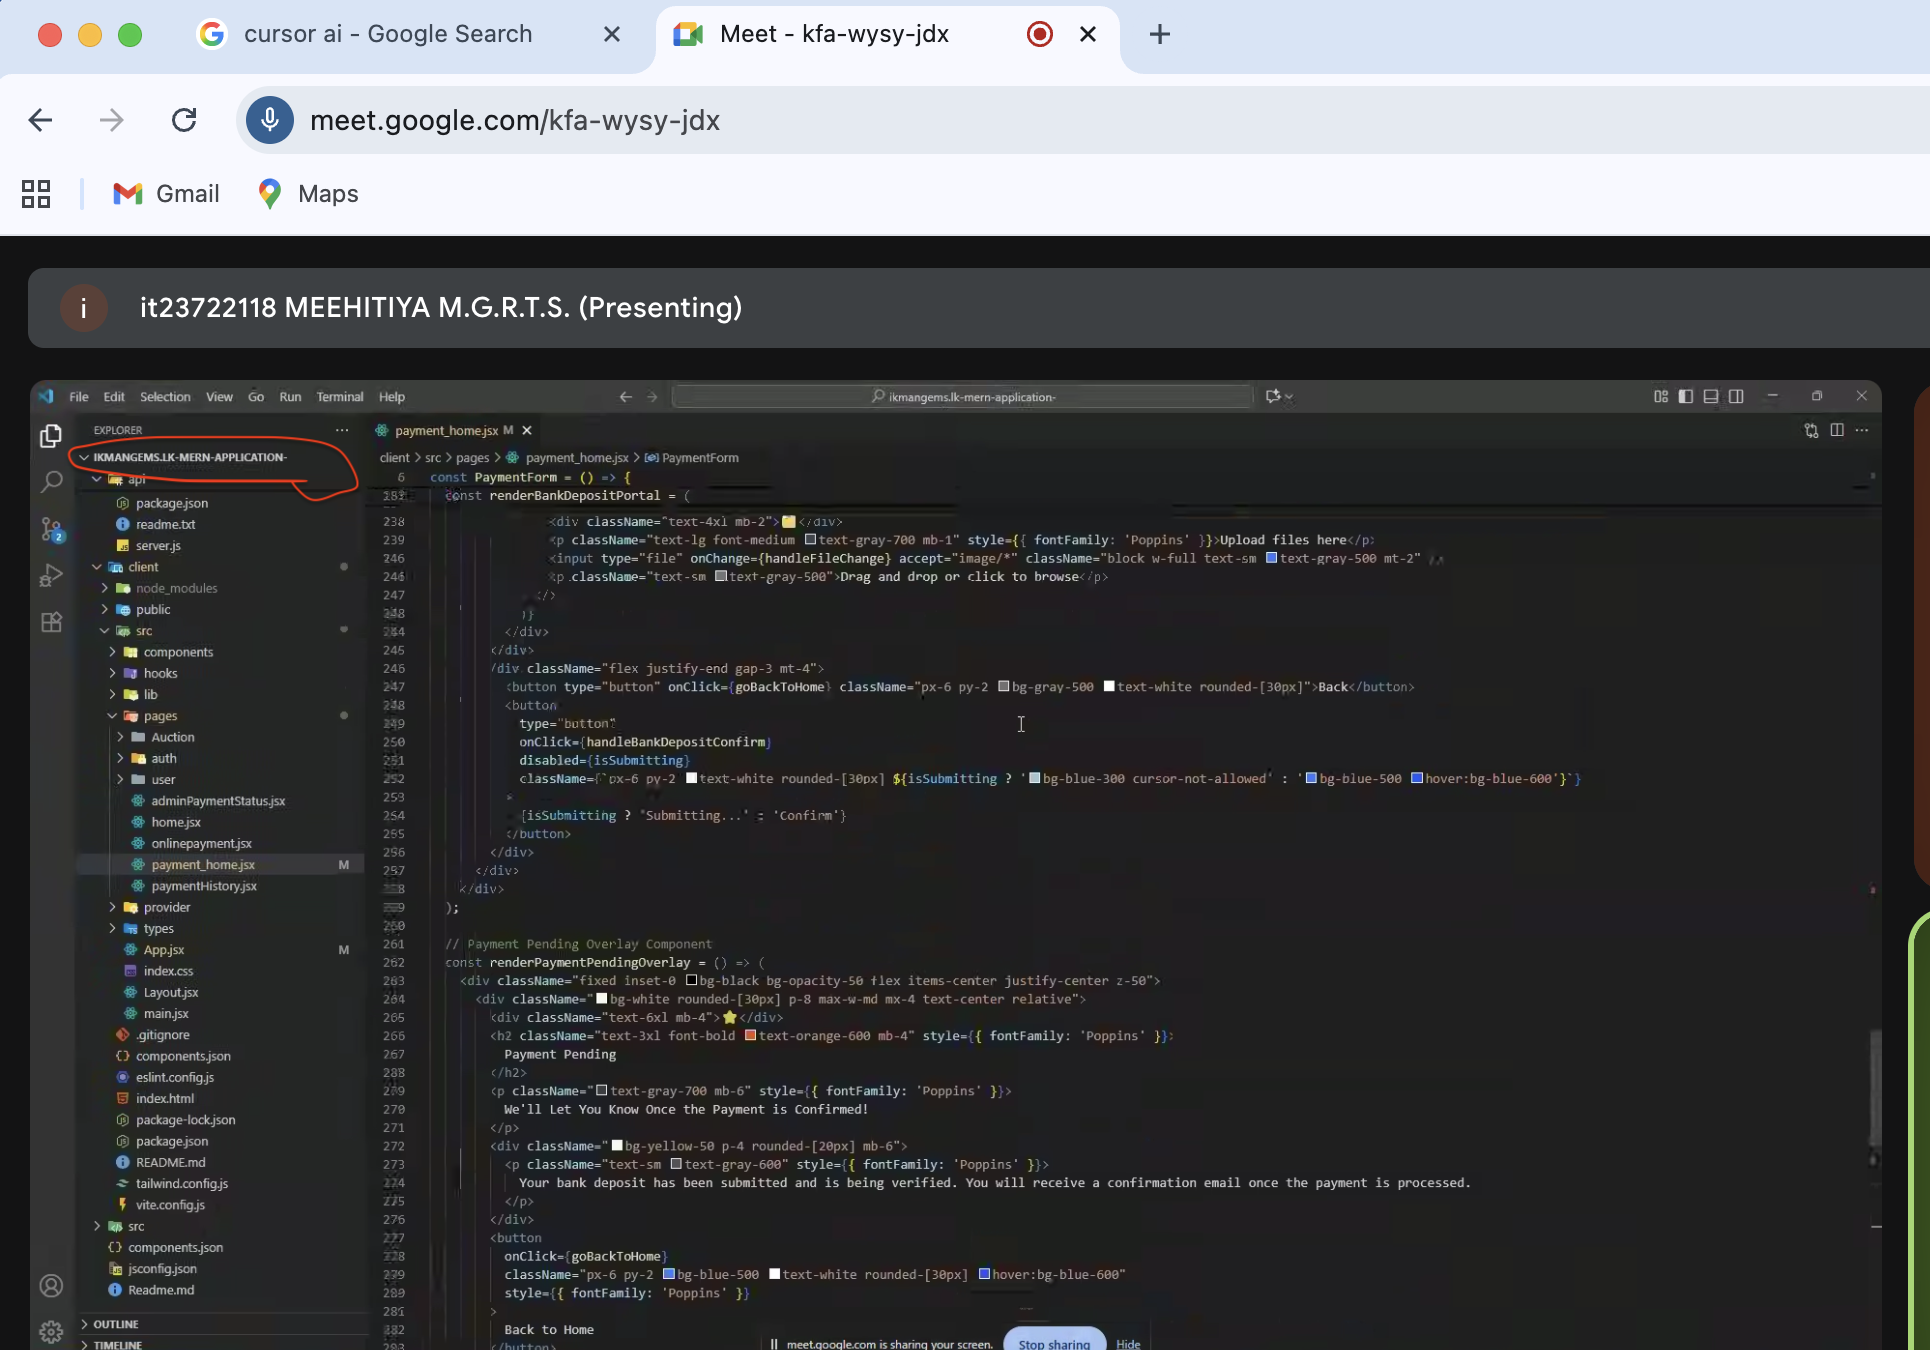 cursor ai - Google Search
Meet - kfa-wysy-jdx
meet.google.com/kfa-wysy-jdx
Gmail
Maps
i
it23722118 MEEHITIYA M.G.R.T.S. (Presenting)
File Edit Selection View Go Run Terminal Help
ikmangems.lk-mern-application-
EXPLORER
IKMANGEMS.LK-MERN-APPLICATION-
api
package.json
readme.txt
server.js
2
client
node_modules
public
src
components
hooks
lib
pages
Auction
auth
user
adminPaymentStatus.jsx
home.jsx
onlinepayment.jsx
payment_home.jsx M
paymentHistory.jsx
provider
types
App.jsx M
index.css
Layout.jsx
main.jsx
.gitignore
components.json
eslint.config.js
index.html
package-lock.json
package.json
README.md
tailwind.config.js
vite.config.js
src
components.json
jsconfig.json
Readme.md
OUTLINE
TIMELINE
payment_home.jsx M
client > src > pages > payment_home.jsx > PaymentForm
6 const PaymentForm = () => {
const renderBankDepositPortal = (
238 <div className="text-4xl mb-2">📁</div>
239 <p className="text-lg font-medium text-gray-700 mb-1" style={{ fontFamily: 'Poppins' }}>Upload files here</p>
246 <input type="file" onChange={handleFileChange} accept="image/*" className="block w-full text-sm text-gray-500 mt-2"
246 <p className="text-sm text-gray-500">Drag and drop or click to browse</p>
247 </>
)}
</div>
245 </div>
246 /div className="flex justify-end gap-3 mt-4">
247 <button type="button" onClick={goBackToHome} className="px-6 py-2 bg-gray-500 text-white rounded-[30px]">Back</button>
<button
type="button"
250 onClick={handleBankDepositConfirm}
disabled={isSubmitting}
252 className={`px-6 py-2 text-white rounded-[30px] ${isSubmitting ? 'bg-blue-300 cursor-not-allowed' : 'bg-blue-500 hover:bg-blue-600'}`}
253 >
254 {isSubmitting ? 'Submitting...' : 'Confirm'}
255 </button>
256 </div>
257 </div>
</div>
);
260
261 // Payment Pending Overlay Component
262 const renderPaymentPendingOverlay = () => (
263 <div className="fixed inset-0 bg-black bg-opacity-50 flex items-center justify-center z-50">
264 <div className="bg-white rounded-[30px] p-8 max-w-md mx-4 text-center relative">
265 <div className="text-6xl mb-4">⭐</div>
266 <h2 className="text-3xl font-bold text-orange-600 mb-4" style={{ fontFamily: 'Poppins' }}>
267 Payment Pending
</h2>
<p className="text-gray-700 mb-6" style={{ fontFamily: 'Poppins' }}>
270 We'll Let You Know Once the Payment is Confirmed!
271 </p>
272 <div className="bg-yellow-50 p-4 rounded-[20px] mb-6">
273 <p className="text-sm text-gray-600" style={{ fontFamily: 'Poppins' }}>
274 Your bank deposit has been submitted and is being verified. You will receive a confirmation email once the payment is processed.
275 </p>
276 </div>
<button
onClick={goBackToHome}
className="px-6 py-2 bg-blue-500 text-white rounded-[30px] hover:bg-blue-600"
style={{ fontFamily: 'Poppins' }}
281 >
Back to Home
</button>
meet.google.com is sharing your screen.
Stop sharing
Hide